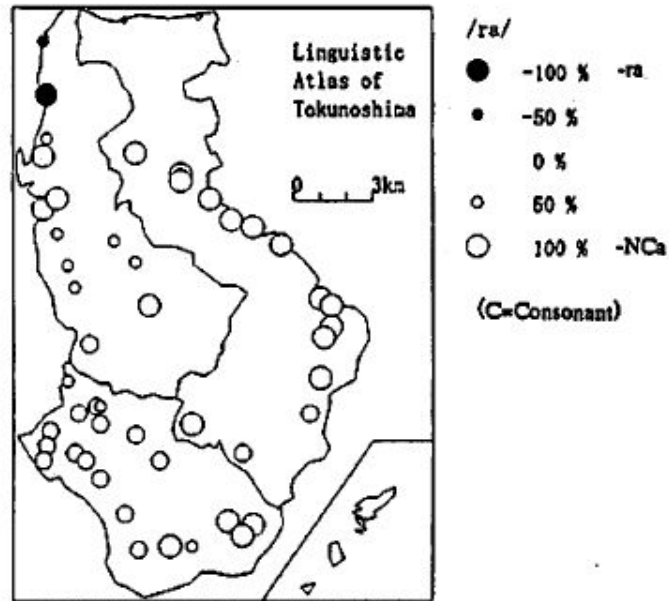 Linguistic
Atlas of
Tokunoshima
0 3km
/ra/
-100 % -ra
-50 %
0 %
50 %
100 % -NCa
(C=Consonant)